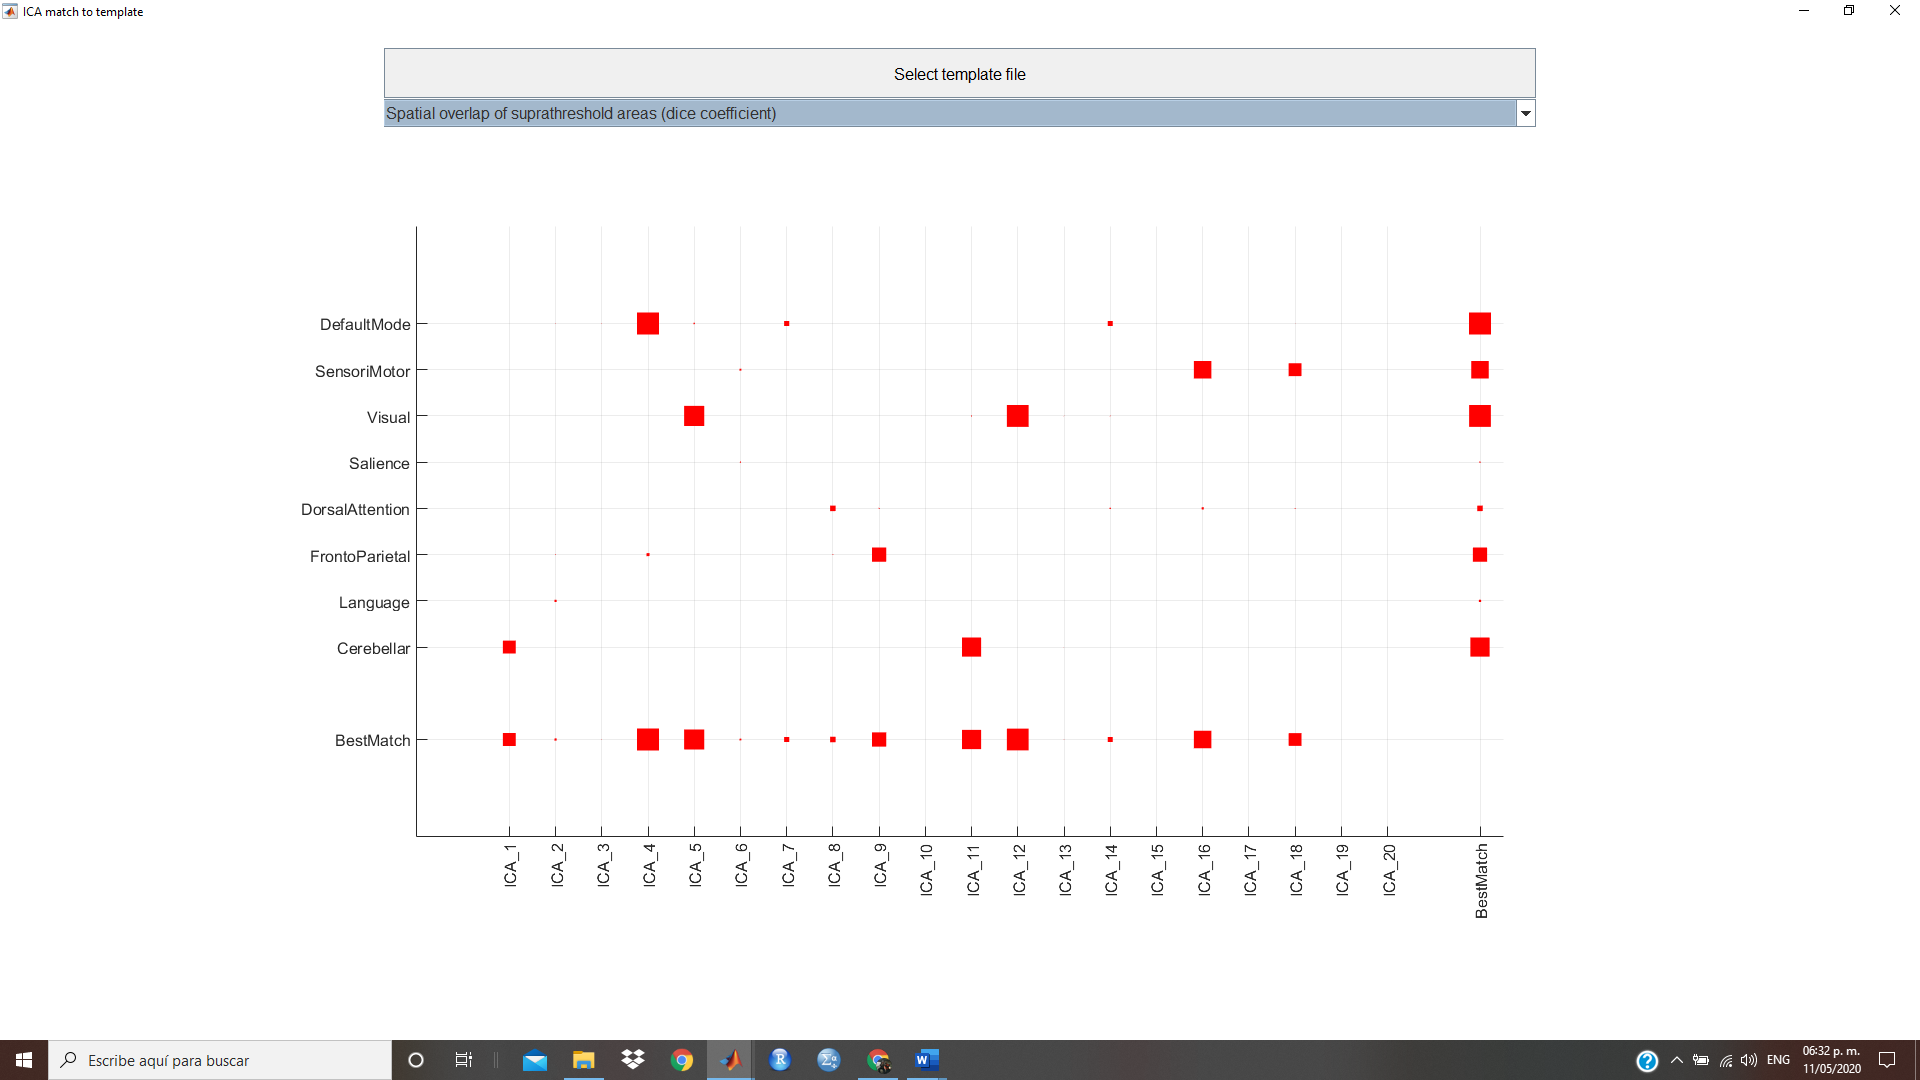 ICA match to template
Select template file
Spatial overlap of suprathreshold areas (dice coefficient)
DefaultMode
SensoriMotor
Visual
Salience
DorsalAttention
FrontoParietal
Language
Cerebellar
BestMatch
ICA_1
ICA_2
ICA_3
ICA_4
ICA_5
ICA_6
ICA_7
ICA_8
ICA_9
ICA_10
ICA_11
ICA_12
ICA_13
ICA_14
ICA_15
ICA_16
ICA_17
ICA_18
ICA_19
ICA_20
BestMatch
Escribe aquí para buscar
ENG
06:32 p. m.
11/05/2020